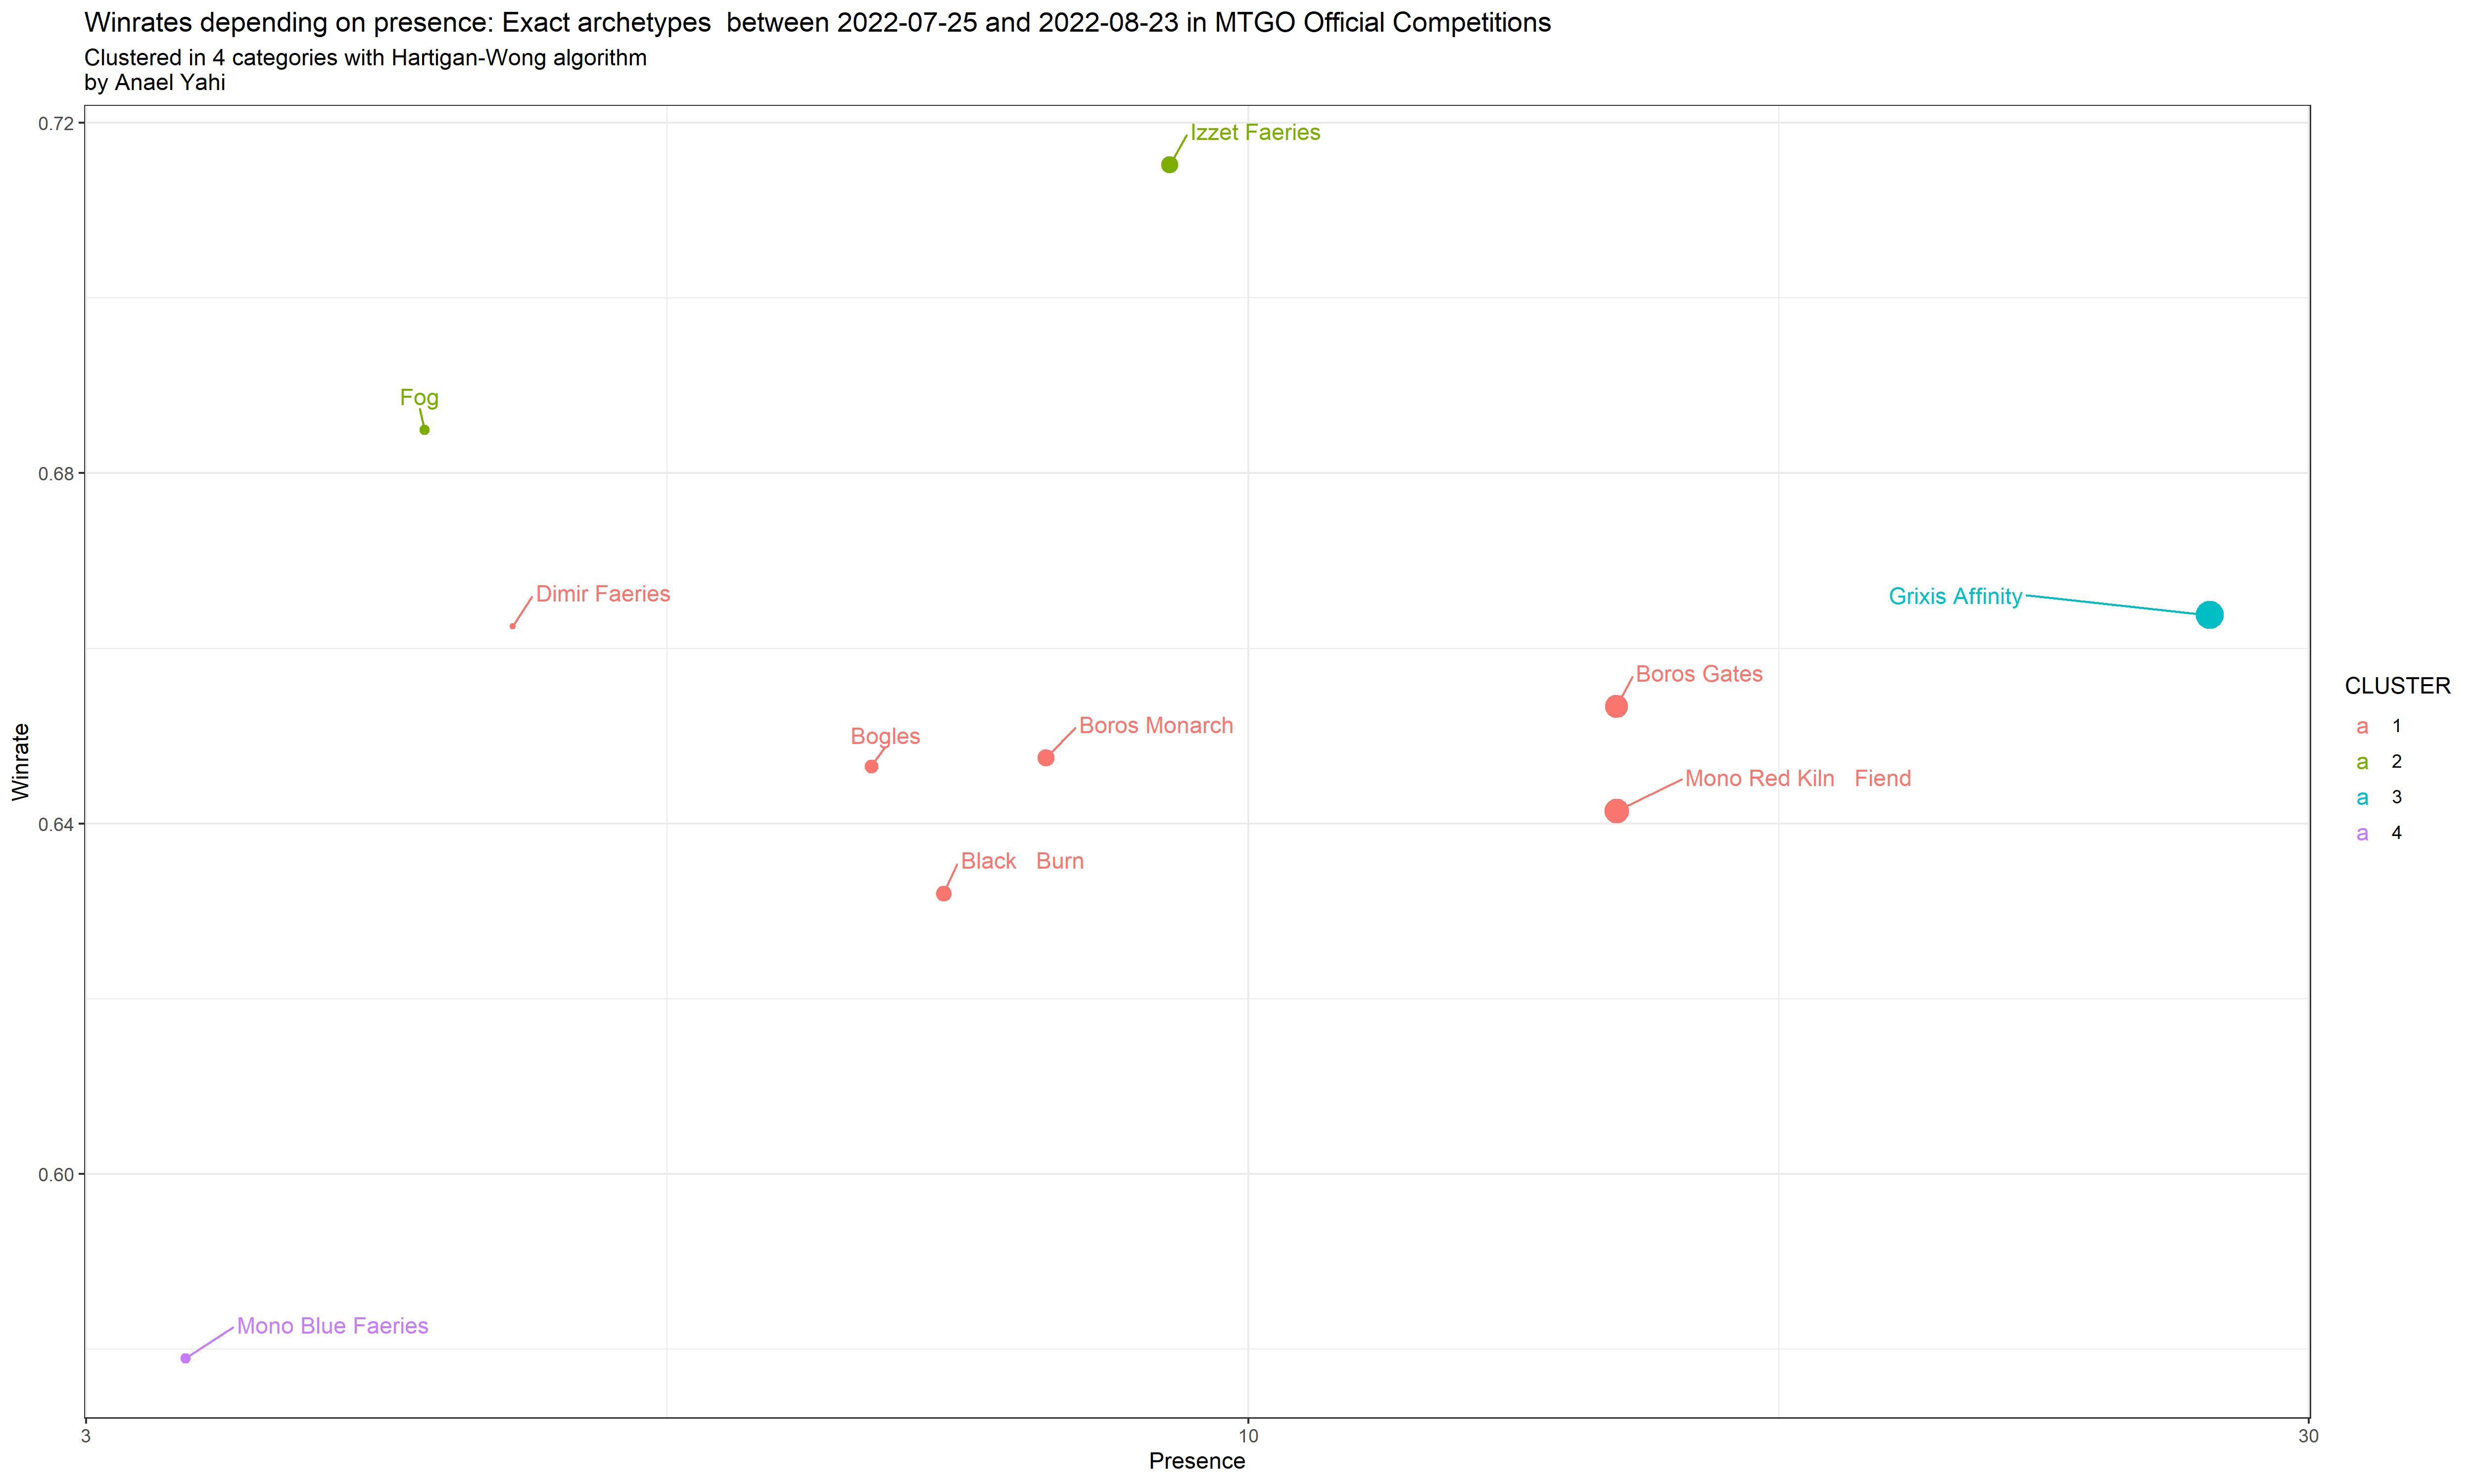 Winrates depending on presence: Exact archetypes  between 2022-07-25 and 2022-08-23 in MTGO Official Competitions
Clustered in 4 categories with Hartigan-Wong algorithm
by Anael Yahi
0.72
Izzet Faeries
Fog
0.68
Dimir Faeries
Grixis Affinity
Boros Gates
Boros Monarch
Bogles
Mono Red Kiln   Fiend
0.64
Black   Burn
0.60
Mono Blue Faeries
Winrate
3
10
30
Presence
CLUSTER
a 1
a 2
a 3
a 4